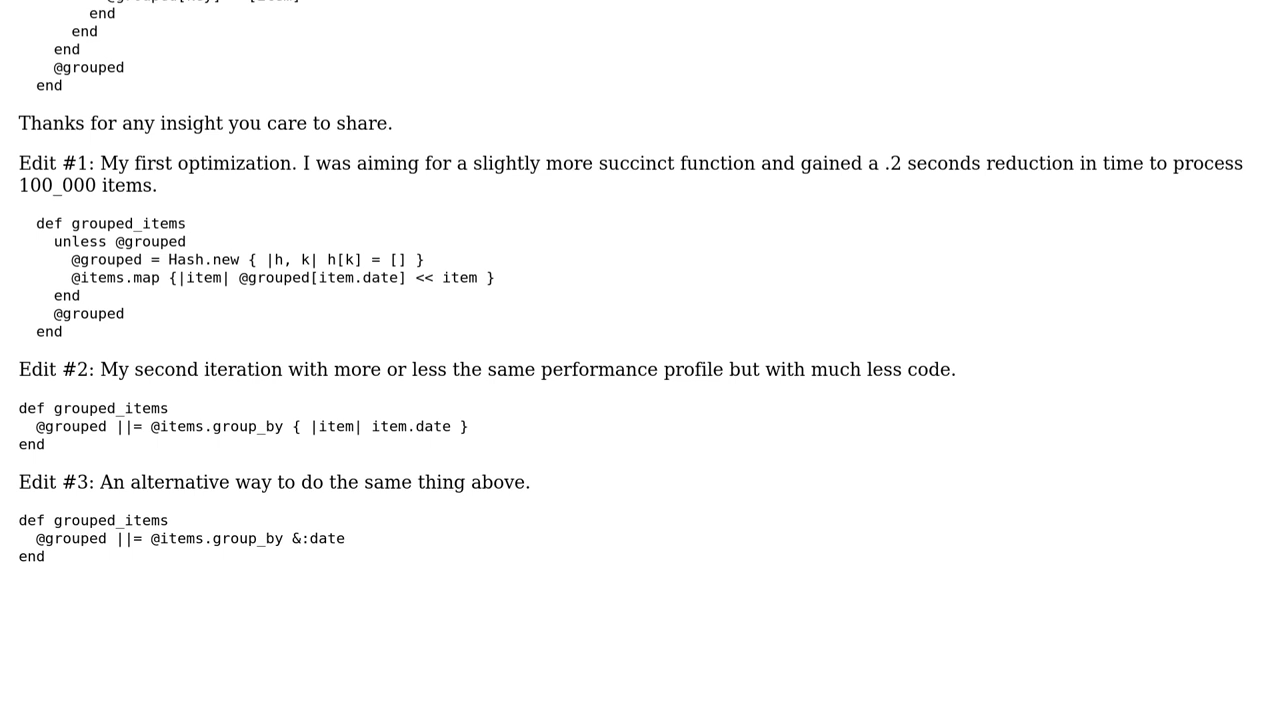 end
end
end
@grouped
end
Thanks for any insight you care to share.
Edit #1: My first optimization. I was aiming for a slightly more succinct function and gained a .2 seconds reduction in time to process
100_000 items.
def grouped_items
unless @grouped
@grouped = Hash.new { |h, k| h[k] = [] }
@items.map {|item| @grouped[item.date] << item }
end
@grouped
end
Edit #2: My second iteration with more or less the same performance profile but with much less code.
def grouped_items
@grouped ||= @items.group_by { |item| item.date }
end
Edit #3: An alternative way to do the same thing above.
def grouped_items
@grouped ||= @items.group_by &:date
end